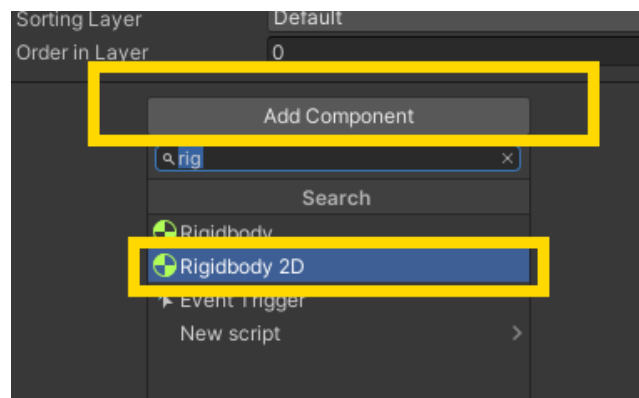 Sorting Layer Default
Order in Layer 0
Add Component
rig
Search
Rigidbody
Rigidbody 2D
Event Trigger
New script